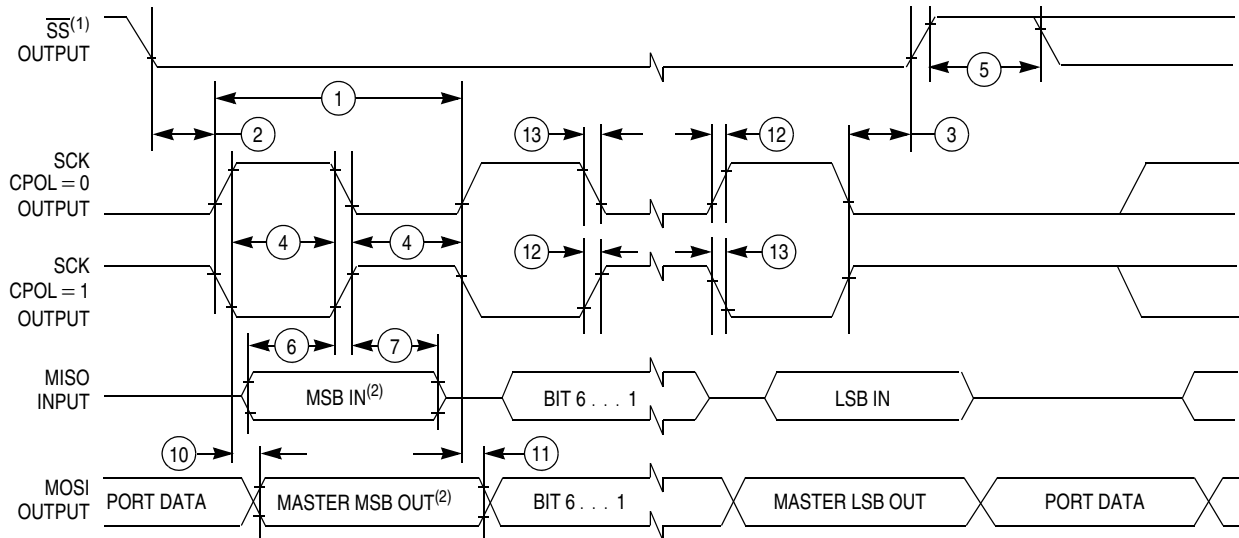 SS(1)
OUTPUT
5
1
2
13
12
3
SCK
CPOL = 0
OUTPUT
4
4
12
13
SCK
CPOL = 1
OUTPUT
6
7
MISO
INPUT
MSB IN(2)
BIT 6 . . . 1
LSB IN
10
11
MOSI
OUTPUT
PORT DATA
MASTER MSB OUT(2)
BIT 6 . . . 1
MASTER LSB OUT
PORT DATA